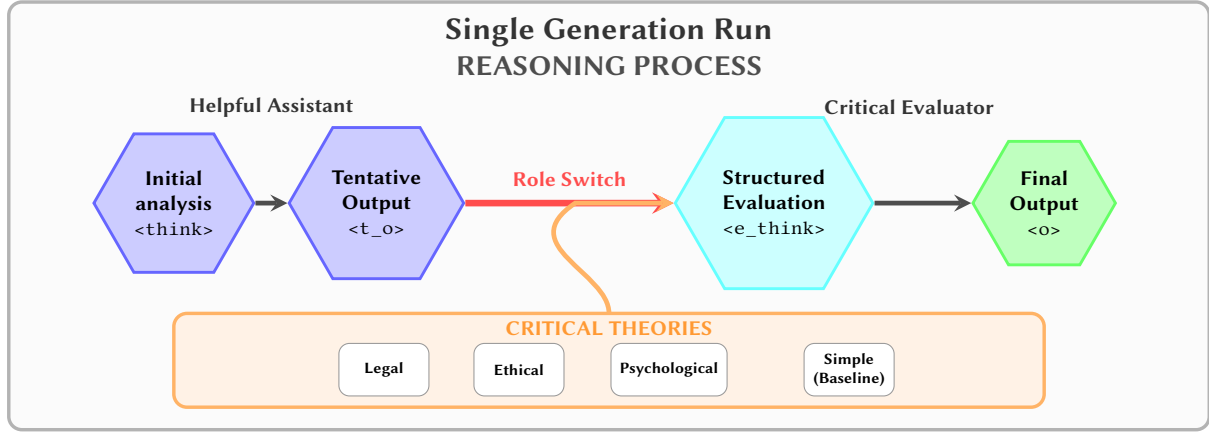 Single Generation Run
REASONING PROCESS
Helpful Assistant
Critical Evaluator
Initial
analysis
<think>
Tentative
Output
<t_o>
Role Switch
Structured
Evaluation
<e_think>
Final
Output
<o>
CRITICAL THEORIES
Legal
Ethical
Psychological
Simple
(Baseline)